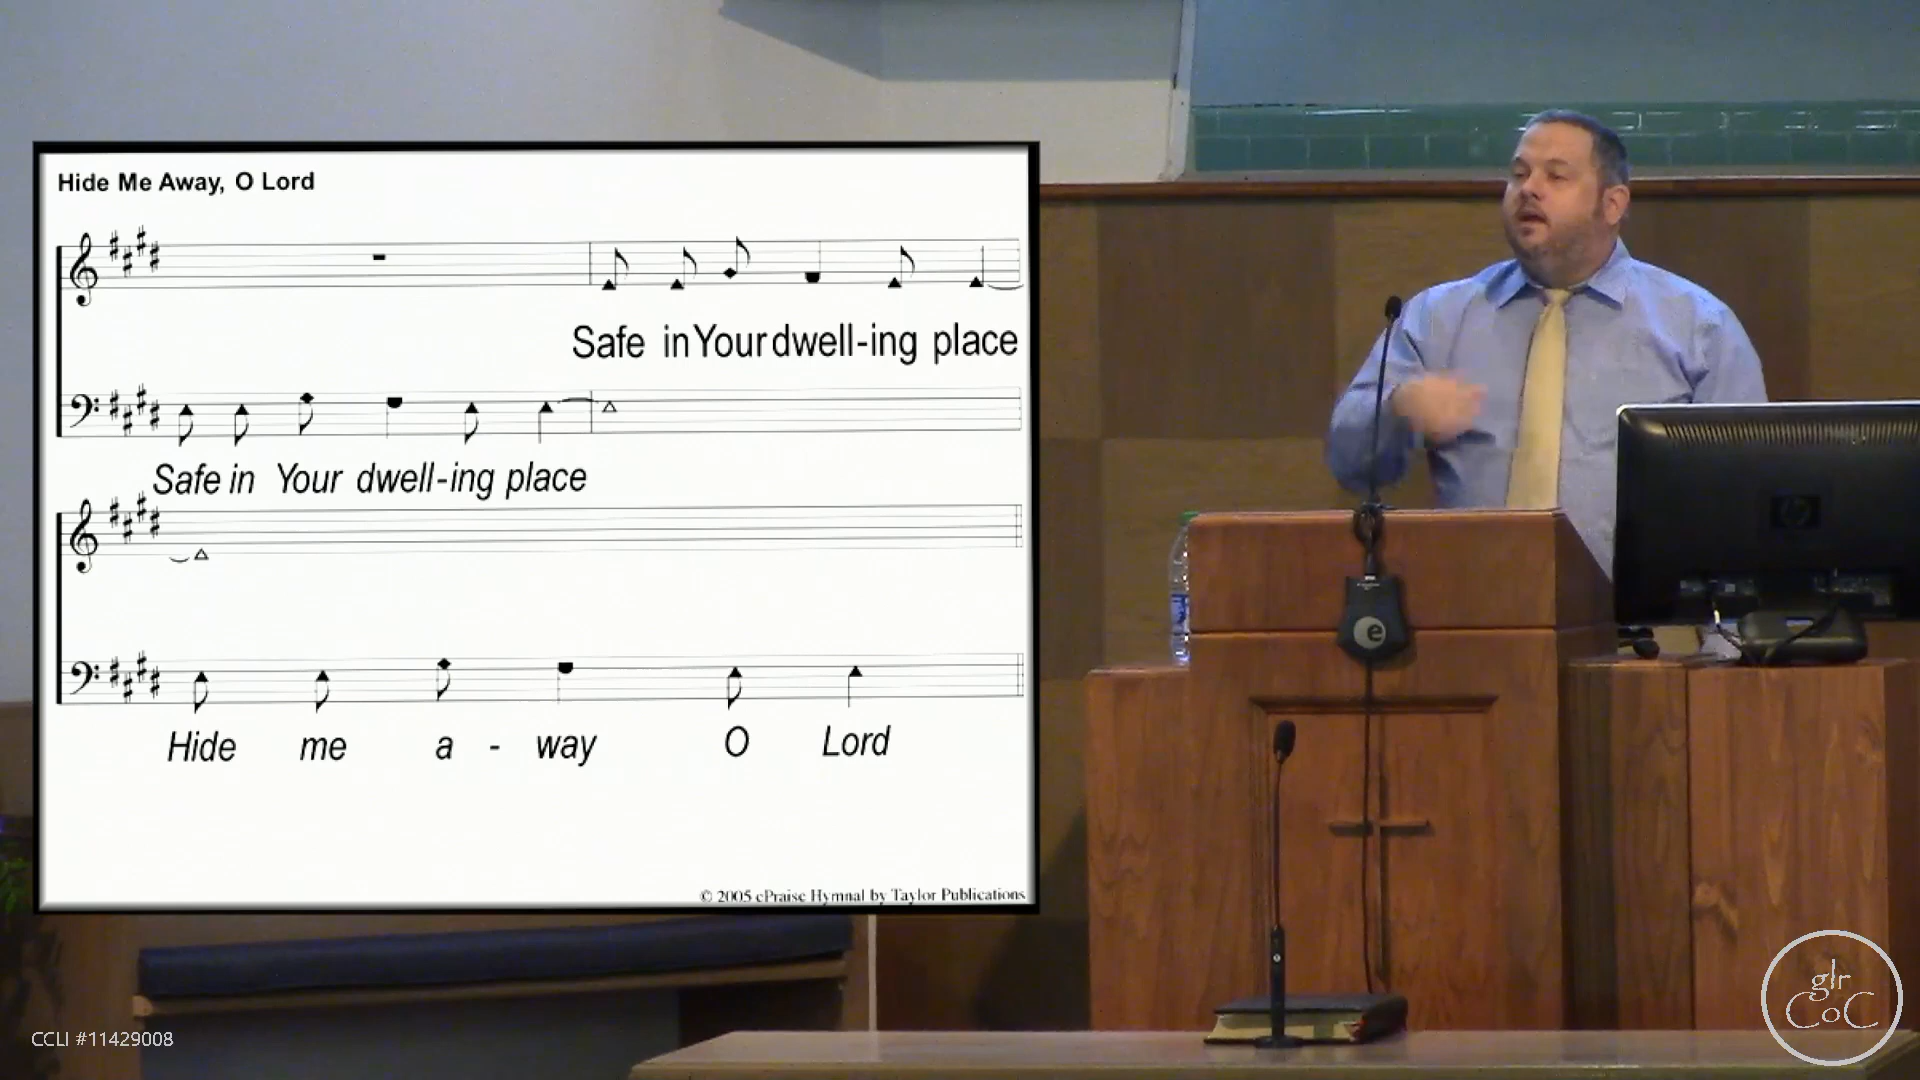 Hide Me Away, O Lord
Safe in Your dwell-ing place
Safe in Your dwell-ing place
Hide me a - way O Lord
© 2005 ePraise Hymnal by Taylor Publications
hp
e
glr
CoC
CCLI #11429008